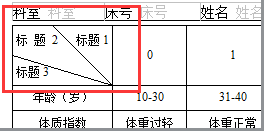 科室 科室 床号 床号 姓名 姓名
标 题 2 标题 1 0 1
标题 3
年龄（岁） 10-30 31-40
体质指数 体重过轻 体重正常